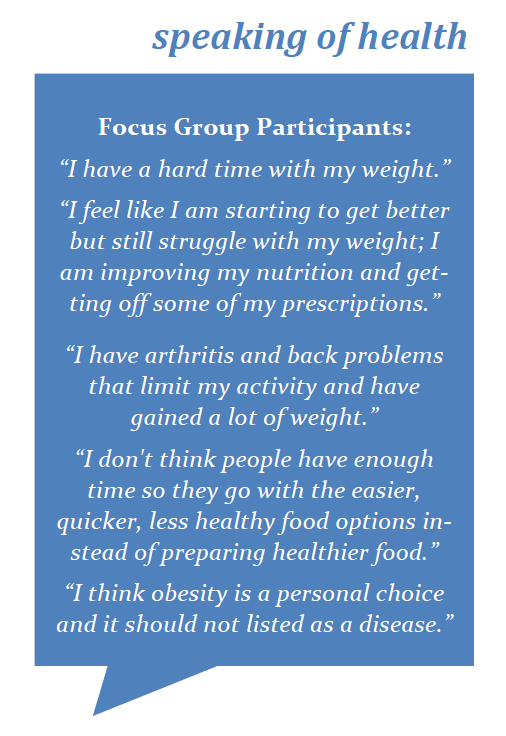 speaking of health
Focus Group Participants:
“I have a hard time with my weight.”
“I feel like I am starting to get better
but still struggle with my weight; I
am improving my nutrition and get-
ting off some of my prescriptions.”
“I have arthritis and back problems
that limit my activity and have
gained a lot of weight.”
“I don't think people have enough
time so they go with the easier,
quicker, less healthy food options in-
stead of preparing healthier food.”
“I think obesity is a personal choice
and it should not listed as a disease.”